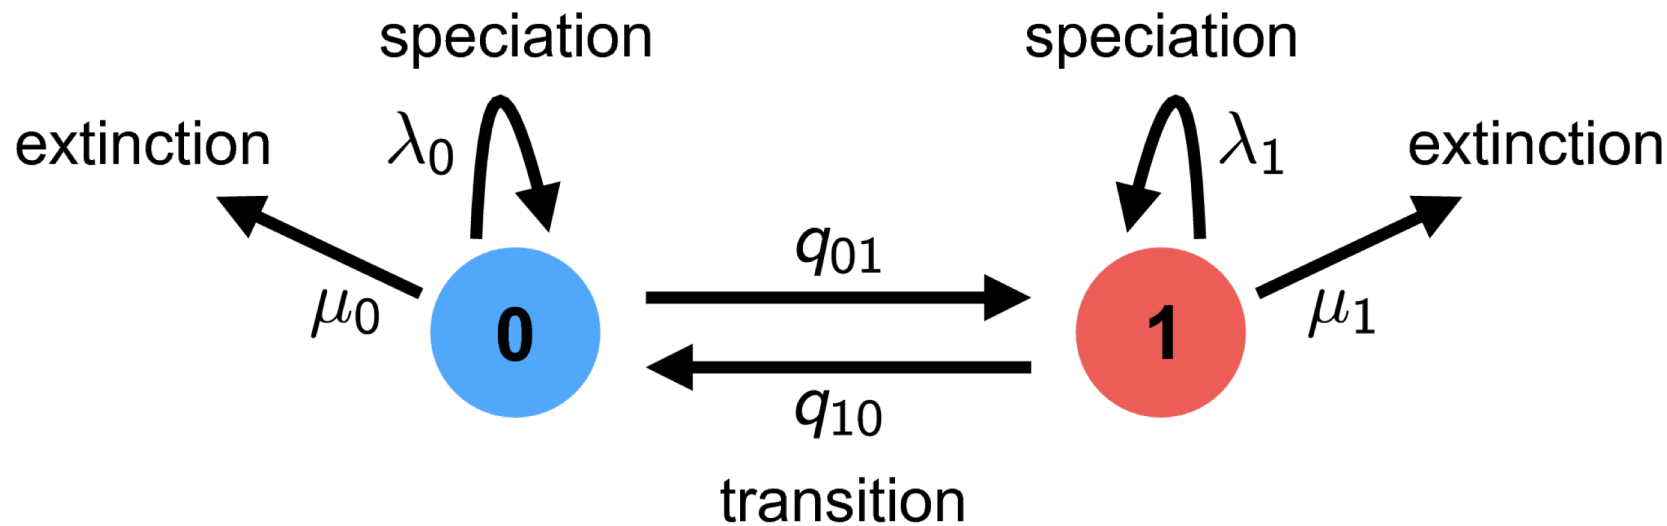 speciation
speciation
extinction
λ0
λ1
extinction
q01
μ0
0
1
μ1
q10
transition